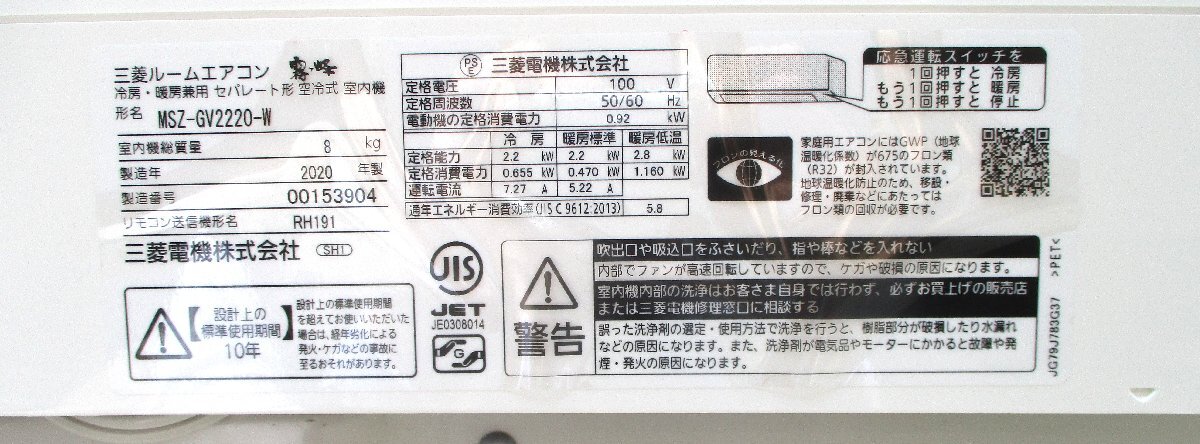 三菱ルームエアコン 霧ヶ峰
冷房・暖房兼用 セパレート形 空冷式 室内機
形名 MSZ-GV2220-W
室内機総質量 8 kg
製造年 2020 年製
製造番号 00153904
リモコン送信機形名 RH191
三菱電機株式会社 SH1
【設計上の標準使用期間】
10年
設計上の標準使用期間
を超えてお使いいただいた
場合は、経年劣化による
発火・ケガなどの事故に
至るおそれがあります。
PS
E 三菱電機株式会社
定格電圧 100 V
定格周波数 50/60 Hz
電動機の定格消費電力 0.92 kW
冷 房 暖房標準 暖房低温
定格能力 2.2 kW 2.2 kW 2.8 kW
定格消費電力 0.655 kW 0.470 kW 1.160 kW
運転電流 7.27 A 5.22 A
通年エネルギー消費効率(JIS C 9612:2013) 5.8
JIS
JET
JE0308014
G
応急運転スイッチを
1回押すと 冷房
もう1回押すと 暖房
もう1回押すと 停止
フロンの見える化
家庭用エアコンにはGWP（地球
温暖化係数）が675のフロン類
（R32）が封入されています。
地球温暖化防止のため、移設・
修理・廃棄などにあたっては
フロン類の回収が必要です。
警告
吹出口や吸込口をふさいだり、指や棒などを入れない
内部でファンが高速回転していますので、ケガや破損の原因になります。
室内機内部の洗浄はお客さま自身では行わず、必ずお買上げの販売店
または三菱電機修理窓口に相談する
誤った洗浄剤の選定・使用方法で洗浄を行うと、樹脂部分が破損したり水漏れ
などの原因になります。また、洗浄剤が電気品やモーターにかかると故障や発
煙・発火の原因になります。
>PET<
JG79J783G37